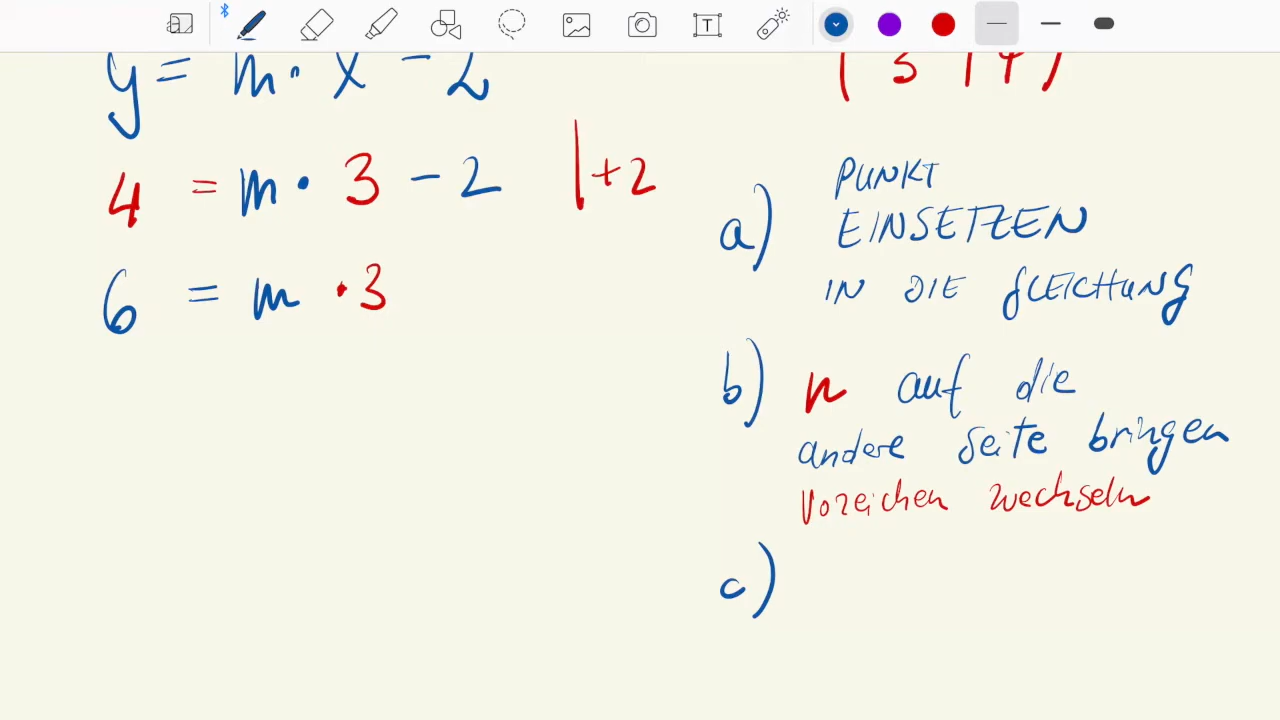 y = m · x - 2
( 3 | 4 )
4 = m · 3 - 2 | + 2
6 = m · 3
a) PUNKT
EINSETZEN
IN DIE GLEICHUNG
b) n auf die
andere Seite bringen
Vozeichen wechseln
c)